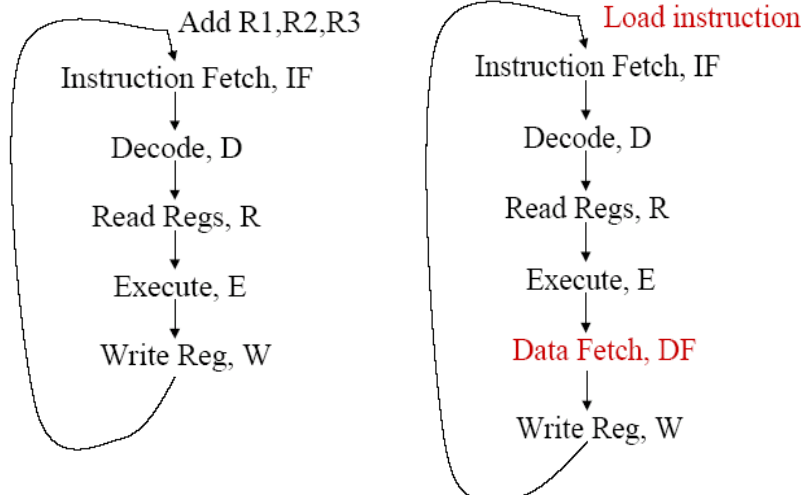 Add R1,R2,R3
Instruction Fetch, IF
Decode, D
Read Regs, R
Execute, E
Write Reg, W
Load instruction
Instruction Fetch, IF
Decode, D
Read Regs, R
Execute, E
Data Fetch, DF
Write Reg, W